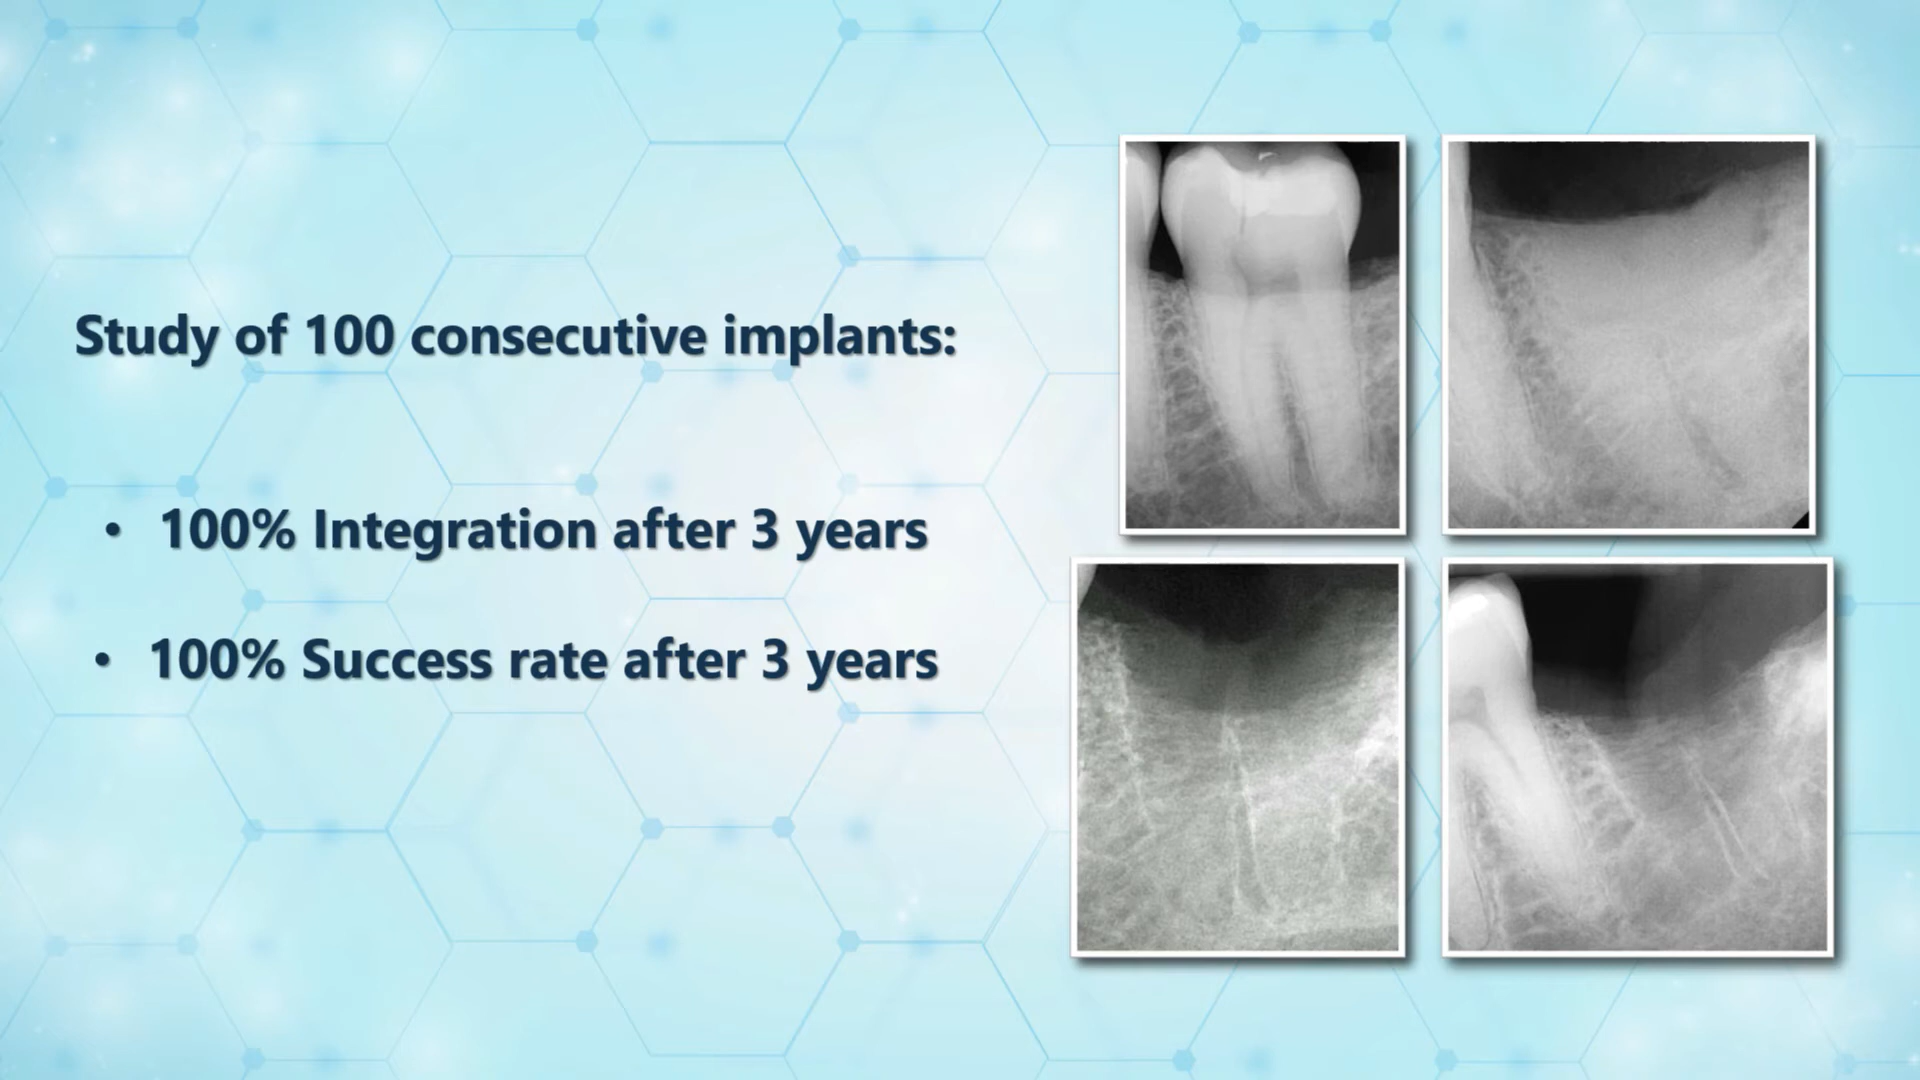 Study of 100 consecutive implants:
• 100% Integration after 3 years
• 100% Success rate after 3 years